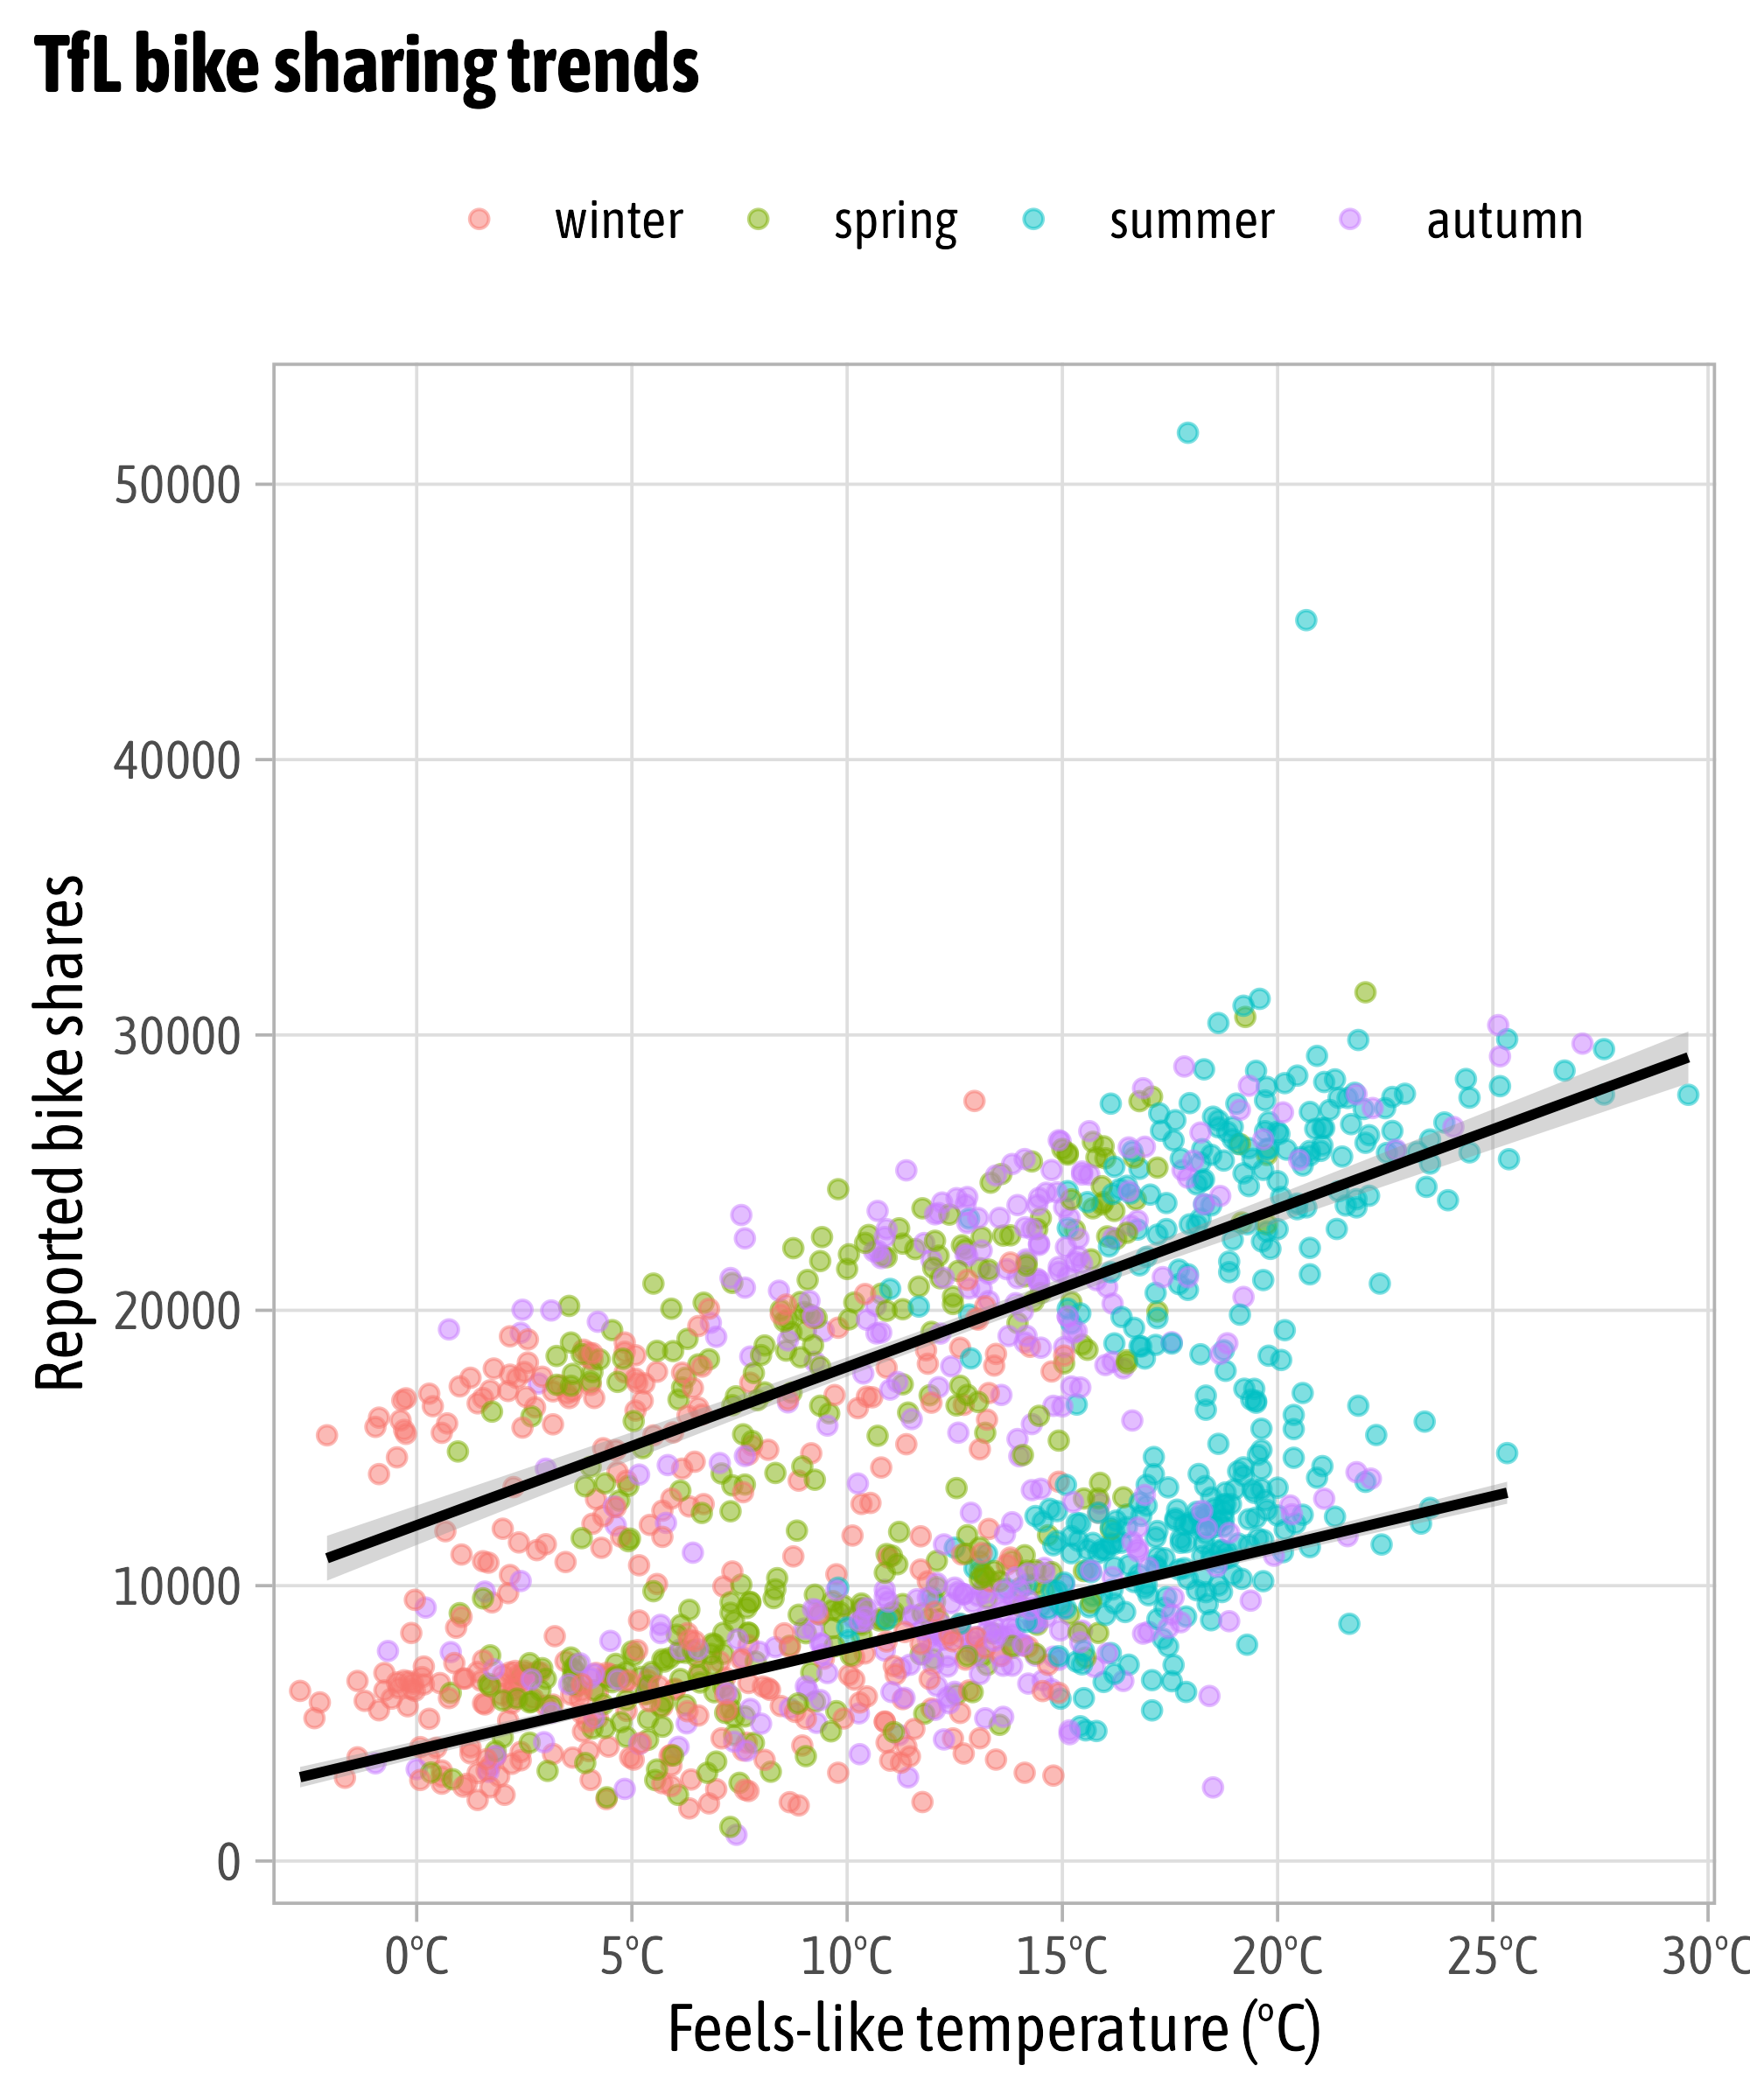 TfL bike sharing trends
winter spring summer autumn
Reported bike shares
50000
40000
30000
20000
10000
0
0°C 5°C 10°C 15°C 20°C 25°C 30°C
Feels-like temperature (°C)